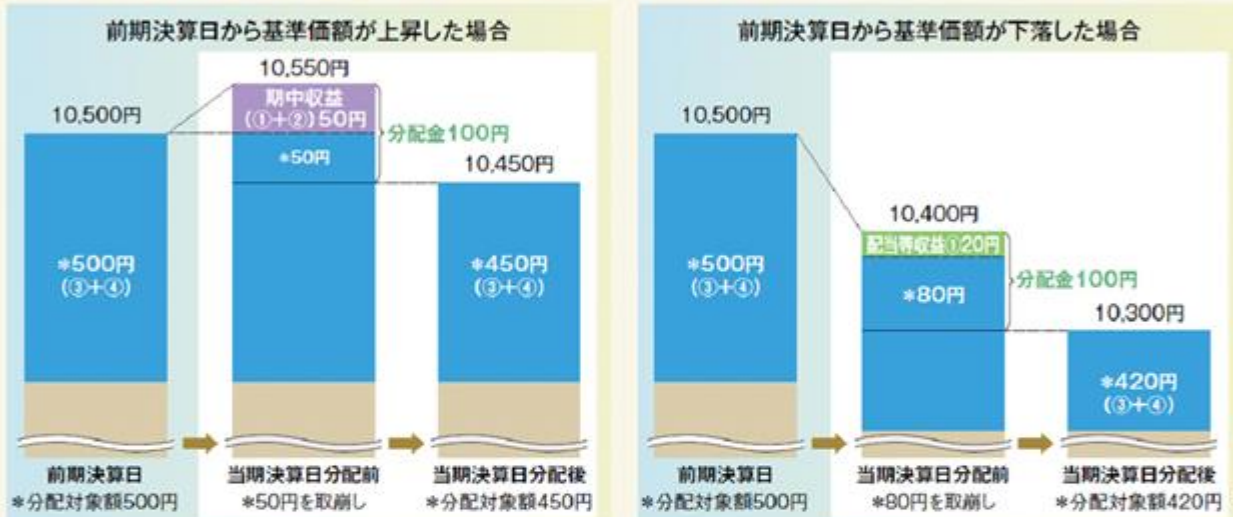 前期決算日から基準価額が上昇した場合
10,550円
10,500円
期中収益
(①+②)50円
分配金100円
*50円
10,450円
*500円
(③+④)
*450円
(③+④)
前期決算日
当期決算日分配前
当期決算日分配後
*分配対象額500円
*50円を取崩し
*分配対象額450円
前期決算日から基準価額が下落した場合
10,500円
10,400円
配当等収益①20円
*500円
(③+④)
分配金100円
*80円
10,300円
*420円
(③+④)
前期決算日
当期決算日分配前
当期決算日分配後
*分配対象額500円
*80円を取崩し
*分配対象額420円